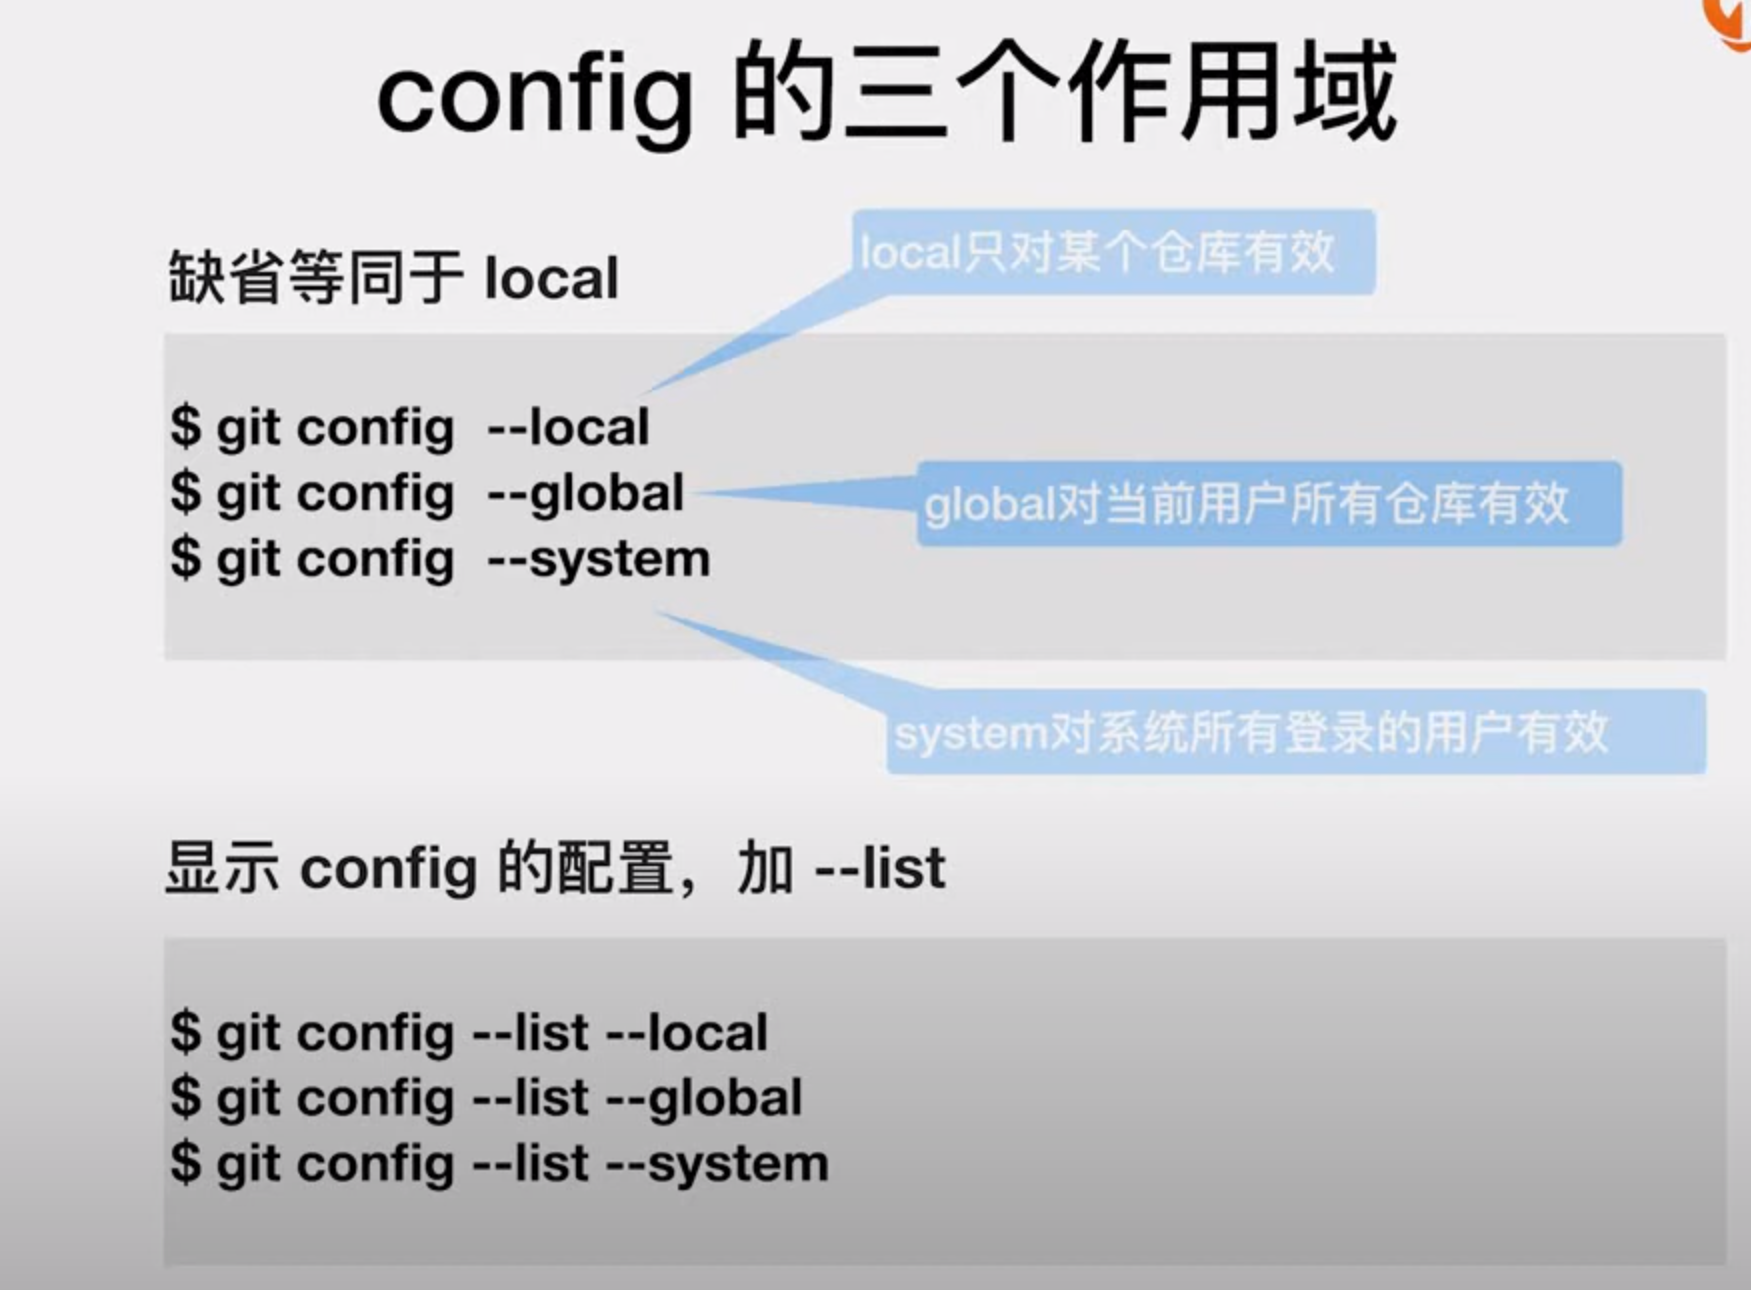 config 的三个作用域
local只对某个仓库有效
缺省等同于 local
$ git config  --local
$ git config  --global
global对当前用户所有仓库有效
$ git config  --system
system对系统所有登录的用户有效
显示 config 的配置，加 --list
$ git config --list --local
$ git config --list --global
$ git config --list --system